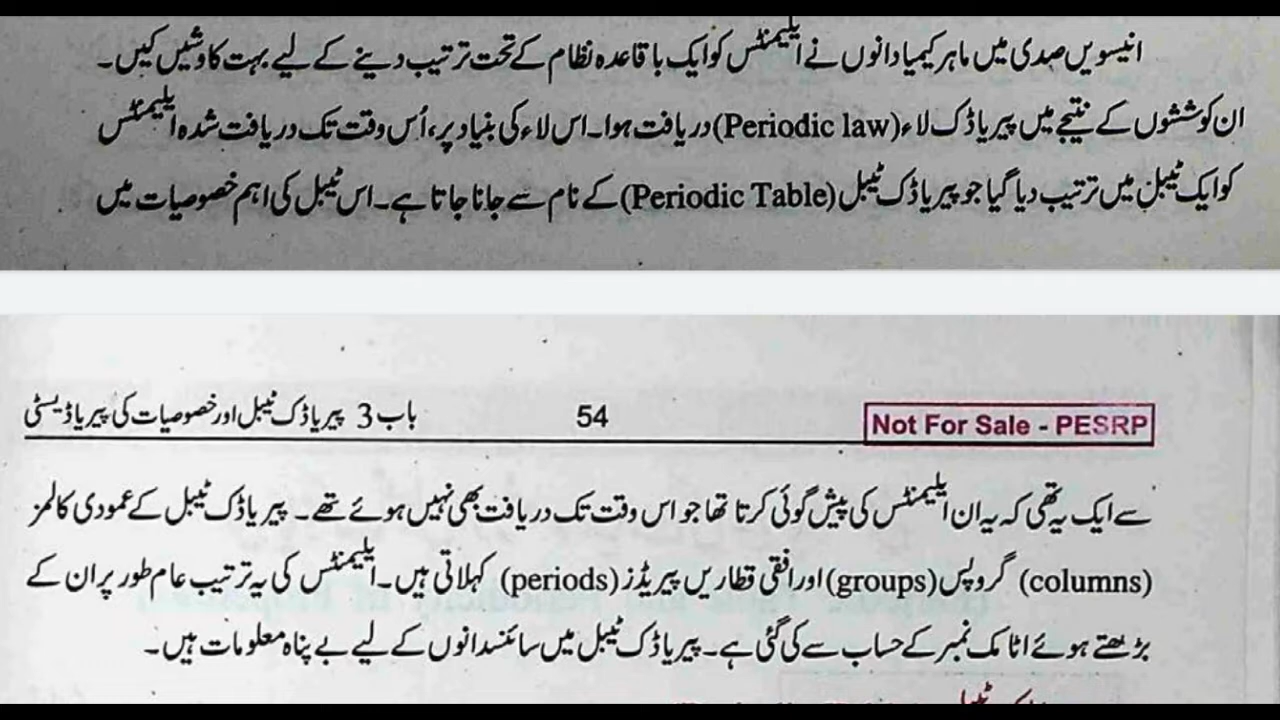 انیسویں صدی میں ماہر کیمیا دانوں نے ایلیمنٹس کو ایک باقاعدہ نظام کے تحت ترتیب دینے کے لیے بہت کاوشیں کیں۔
ان کوششوں کے نتیجے میں پیریاڈک لاء (Periodic law) دریافت ہوا۔ اس لاء کی بنیاد پر، اُس وقت تک دریافت شدہ ایلیمنٹس
کو ایک ٹیبل میں ترتیب دیا گیا جو پیریاڈک ٹیبل (Periodic Table) کے نام سے جانا جاتا ہے۔ اس ٹیبل کی اہم خصوصیات میں
Not For Sale - PESRP 54 باب 3 پیریاڈک ٹیبل اور خصوصیات کی پیریاڈیسٹی
سے ایک یہ تھی کہ یہ ان ایلیمنٹس کی پیش گوئی کرتا تھا جو اس وقت تک دریافت بھی نہیں ہوئے تھے۔ پیریاڈک ٹیبل کے عمودی کالمز
(columns) گروپس (groups) اور افقی قطاریں پیریڈز (periods) کہلاتی ہیں۔ ایلیمنٹس کی یہ ترتیب عام طور پر ان کے
بڑھتے ہوئے اٹامک نمبر کے حساب سے کی گئی ہے۔ پیریاڈک ٹیبل میں سائنسدانوں کے لیے بے پناہ معلومات ہیں۔